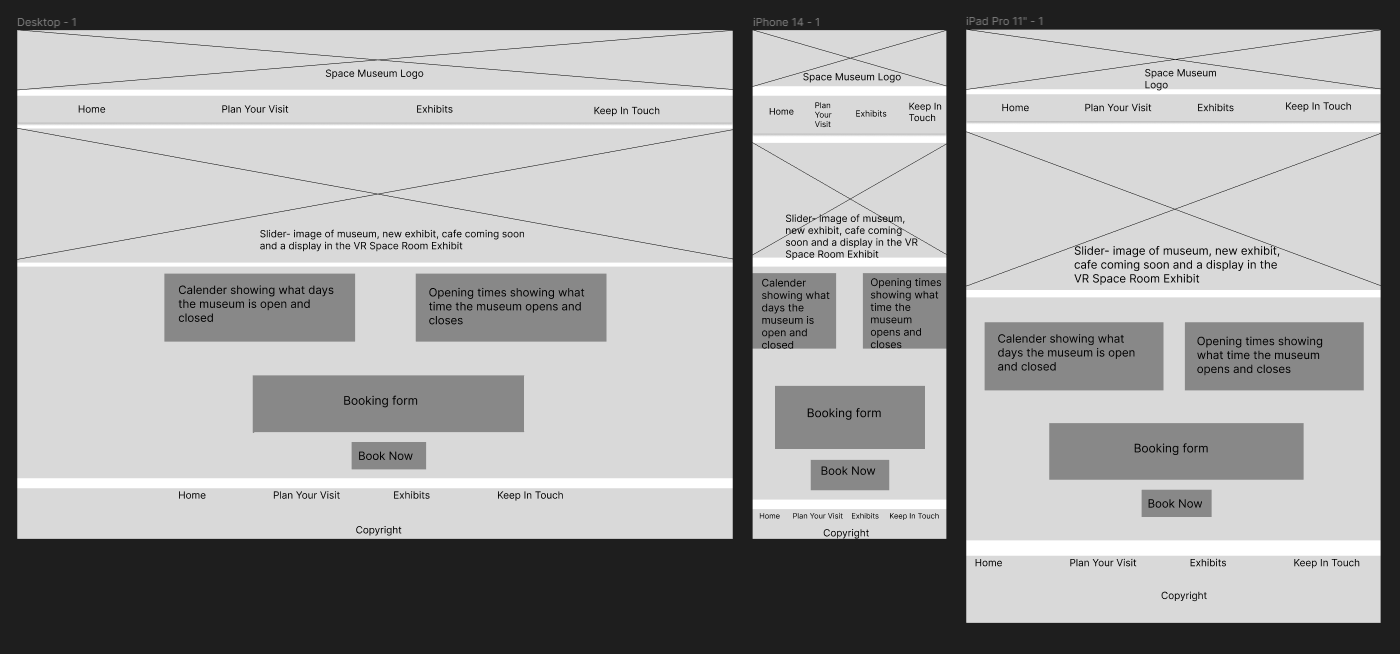 Desktop - 1
Space Museum Logo
Home Plan Your Visit Exhibits Keep In Touch
Slider- image of museum, new exhibit, cafe coming soon
and a display in the VR Space Room Exhibit
Calender showing what days
the museum is open and
closed
Opening times showing what
time the museum opens and
closes
Booking form
Book Now
Home Plan Your Visit Exhibits Keep In Touch
Copyright
iPhone 14 - 1
Space Museum Logo
Home
Plan
Your
Visit
Exhibits
Keep In
Touch
Slider- image of museum,
new exhibit, cafe coming
soon and a display in the VR
Space Room Exhibit
Calender
showing what
days the
museum is
open and
closed
Opening times
showing what
time the
museum
opens and
closes
Booking form
Book Now
Home Plan Your Visit Exhibits Keep In Touch
Copyright
iPad Pro 11" - 1
Space Museum
Logo
Home Plan Your Visit Exhibits Keep In Touch
Slider- image of museum, new exhibit,
cafe coming soon and a display in the
VR Space Room Exhibit
Calender showing what
days the museum is open
and closed
Opening times showing
what time the museum
opens and closes
Booking form
Book Now
Home Plan Your Visit Exhibits Keep In Touch
Copyright